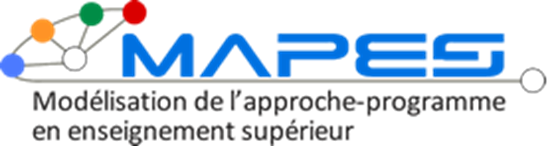 MAPES
Modélisation de l'approche-programme
en enseignement supérieur